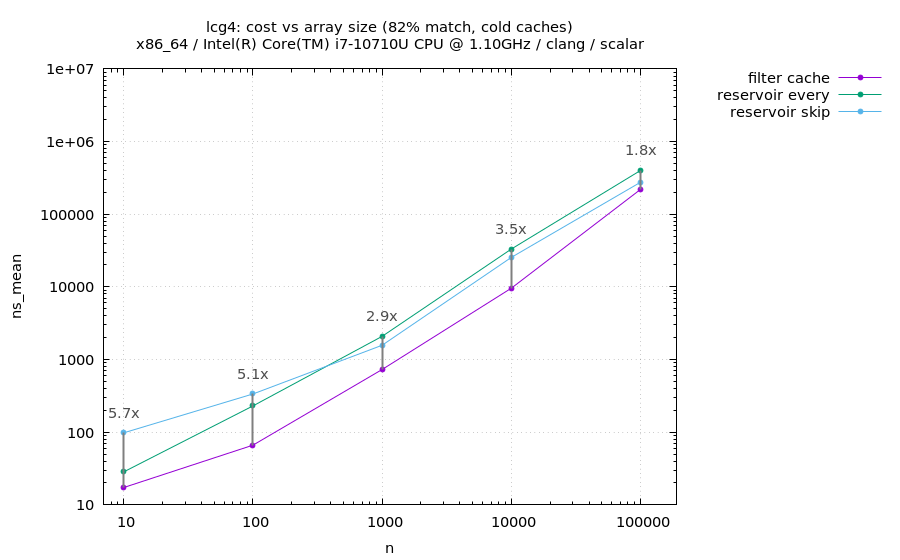 lcg4: cost vs array size (82% match, cold caches)
x86_64 / Intel(R) Core(TM) i7-10710U CPU @ 1.10GHz / clang / scalar
filter cache
reservoir every
reservoir skip
1e+07
1e+06
100000
10000
1000
100
10
ns_mean
5.7x
5.1x
2.9x
3.5x
1.8x
10
100
1000
10000
100000
n